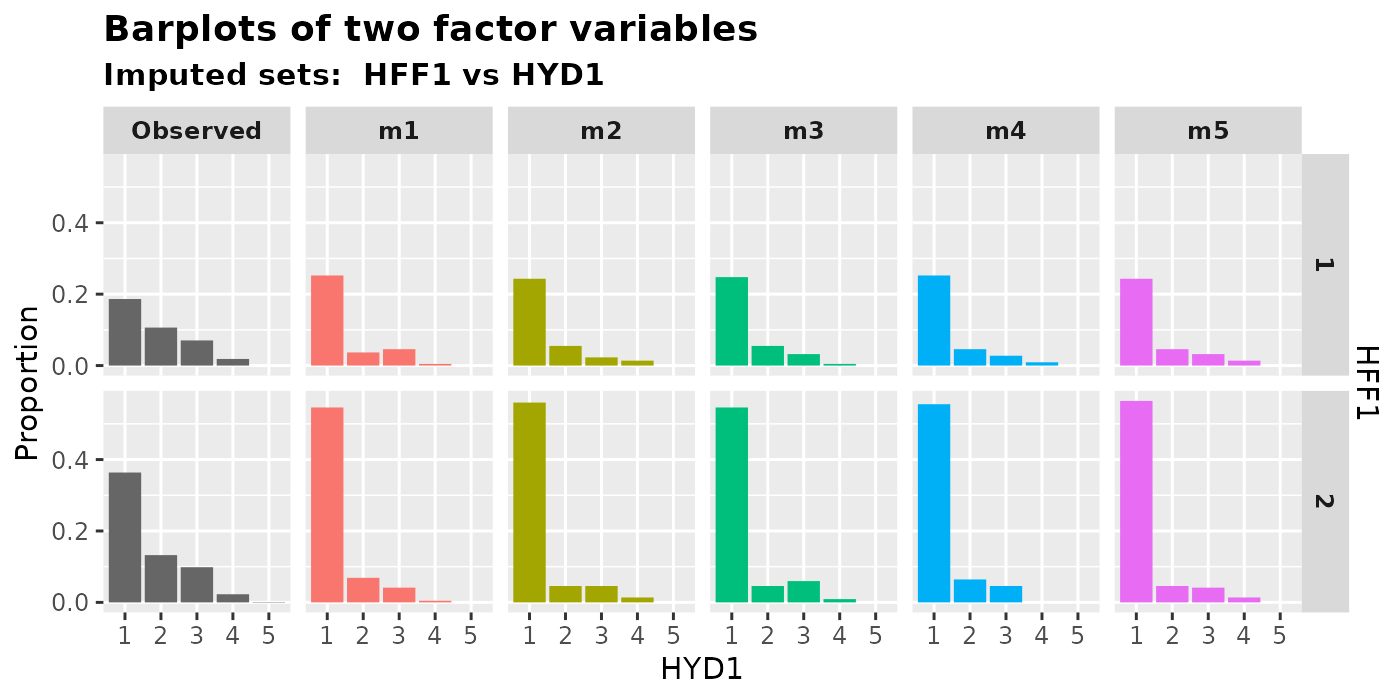 Barplots of two factor variables
Imputed sets:  HFF1 vs HYD1
Observed m1 m2 m3 m4 m5
0.4
0.2
0.0
1
0.4
0.2
0.0
2
Proportion
HFF1
1 2 3 4 5 1 2 3 4 5 1 2 3 4 5 1 2 3 4 5 1 2 3 4 5 1 2 3 4 5
HYD1